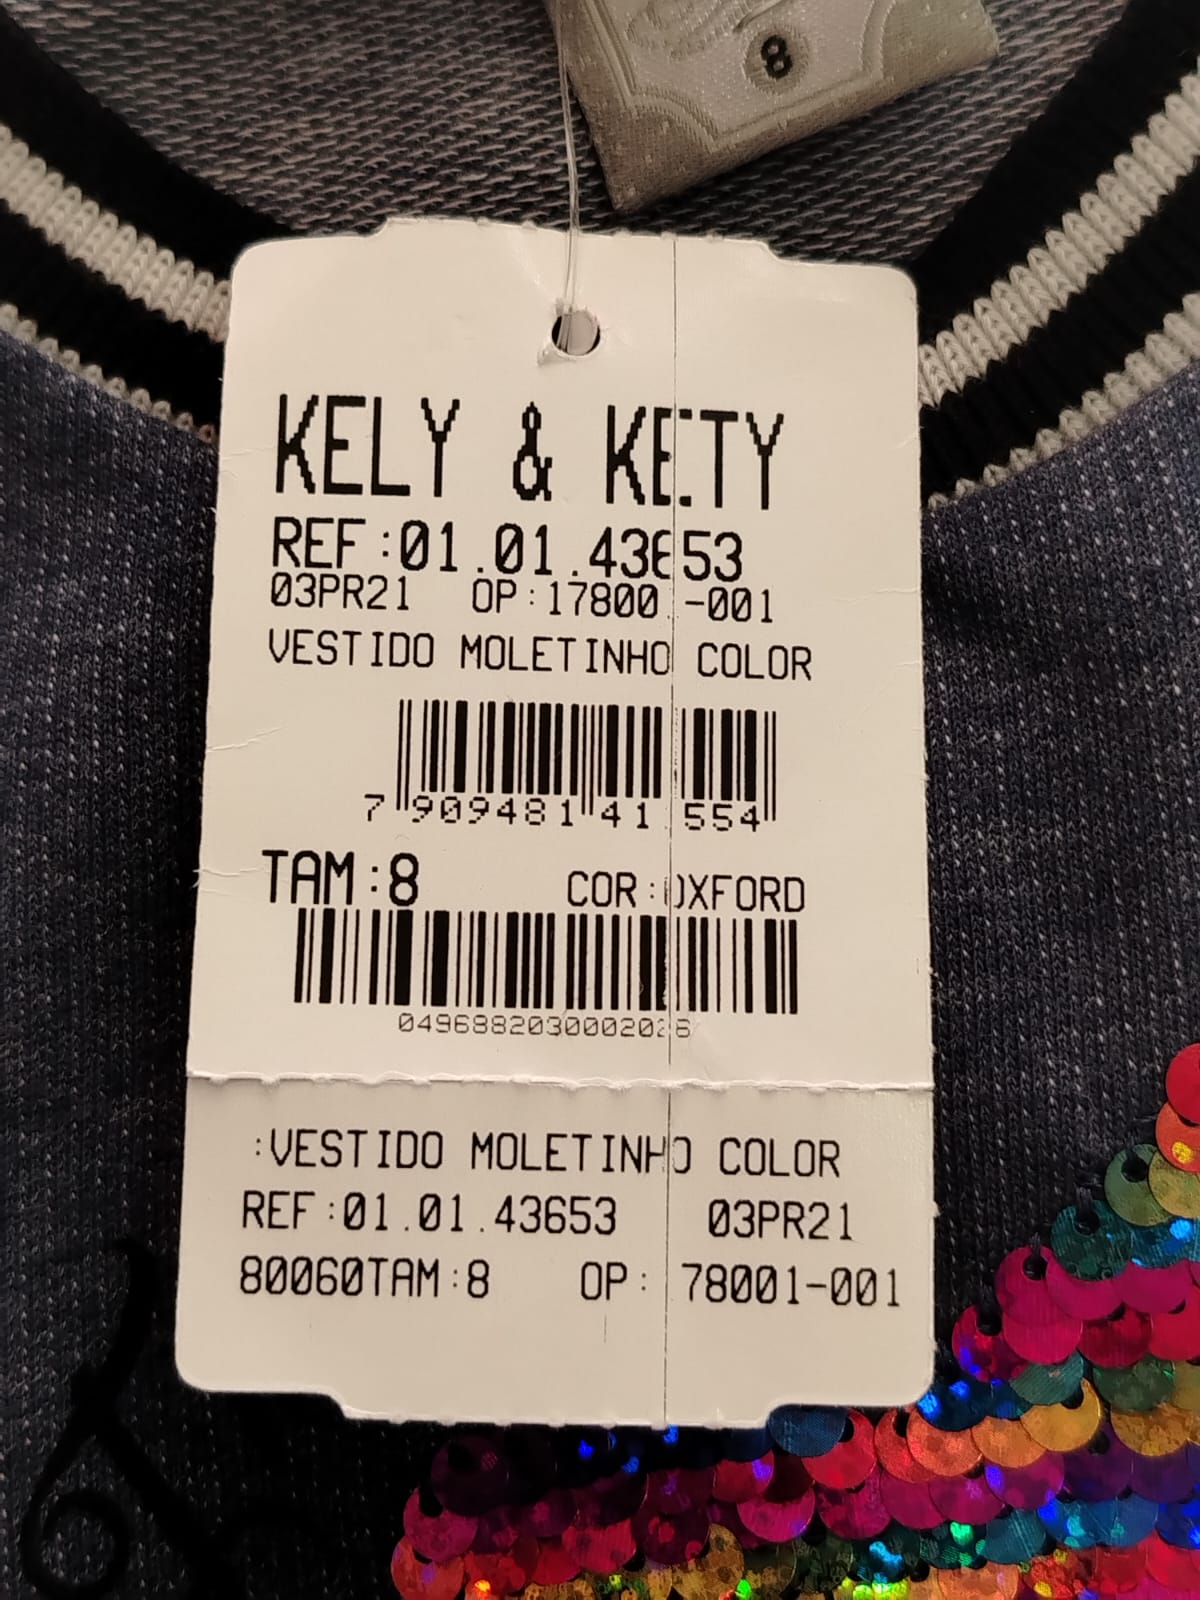 8
KELY & KETY
REF:01.01.43653
03PR21 OP:17800 -001
VESTIDO MOLETINHO COLOR
7 909481 41 554
TAM:8 COR:OXFORD
:VESTIDO MOLETINHO COLOR
REF:01.01.43653 03PR21
80060TAM:8 OP: 78001-001